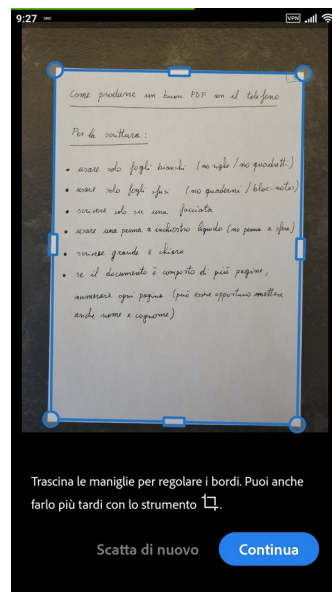 9:27
VPN
Come produrre un buon PDF con il telefono
Per la scrittura:
• usare solo fogli bianchi (no righe / no quadretti)
• usare solo fogli sfusi (no quaderni / bloc-notes)
• scrivere solo su una facciata
• usare una penna a inchiostro liquido (no penna a sfera)
• scrivere grande e chiaro
• se il documento è composto di più pagine,
numerare ogni pagina (può essere opportuno mettere
anche nome e cognome)
Trascina le maniglie per regolare i bordi. Puoi anche
farlo più tardi con lo strumento .
Scatta di nuovo
Continua